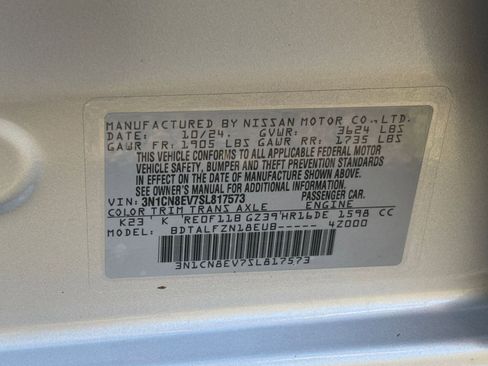 MANUFACTURED BY NISSAN MOTOR CO., LTD.
DATE: 10/24. GVWR: 3624 LBS
GAWR FR: 1905 LBS GAWR RR: 1735 LBS
THIS VEHICLE CONFORMS TO ALL APPLICABLE FEDERAL MOTOR
VEHICLE SAFETY, BUMPER, AND THEFT PREVENTION STANDARDS
IN EFFECT ON THE DATE OF MANUFACTURE SHOWN ABOVE.
SEE OWNER'S MANUAL FOR ADDITIONAL INFORMATION.
PASSENGER CAR.
VIN: 3N1CN8EV7SL817573
COLOR TRIM TRANS AXLE ENGINE
K23 K RE0F11B GZ39 HR16DE 1598 CC
MODEL: BDTALFZN18EUB----- 4Z000
3N1CN8EV7SL817573